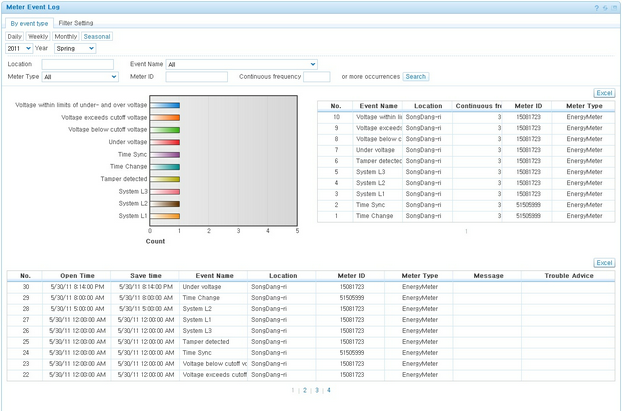 Meter Event Log
By event type Filter Setting
Daily Weekly Monthly Seasonal
2011 Year Spring
Location Event Name All
Meter Type All Meter ID Continuous frequency or more occurrences Search
Excel
Voltage within limits of under- and over voltage
Voltage exceeds cutoff voltage
Voltage below cutoff voltage
Under voltage
Time Sync
Time Change
Tamper detected
System L3
System L2
System L1
0 1 2 3 4 5
Count
No. Event Name Location Continuous fr Meter ID Meter Type
10 Voltage within li SongDang-ri 3 15081723 EnergyMeter
9 Voltage exceeds SongDang-ri 3 15081723 EnergyMeter
8 Voltage below c SongDang-ri 3 15081723 EnergyMeter
7 Under voltage SongDang-ri 3 15081723 EnergyMeter
6 Tamper detected SongDang-ri 3 15081723 EnergyMeter
5 System L3 SongDang-ri 3 15081723 EnergyMeter
4 System L2 SongDang-ri 3 15081723 EnergyMeter
3 System L1 SongDang-ri 3 15081723 EnergyMeter
2 Time Sync SongDang-ri 3 51505999 EnergyMeter
1 Time Change SongDang-ri 3 51505999 EnergyMeter
1
Excel
No. Open Time Save time Event Name Location Meter ID Meter Type Message Trouble Advice
30 5/30/11 8:14:00 PM 5/30/11 8:14:00 PM Under voltage SongDang-ri 15081723 EnergyMeter
29 5/30/11 8:00:00 AM 5/30/11 8:00:00 AM Time Change SongDang-ri 51505999 EnergyMeter
28 5/30/11 5:00:00 AM 5/30/11 5:00:00 AM System L2 SongDang-ri 15081723 EnergyMeter
27 5/30/11 12:00:00 AM 5/30/11 12:00:00 AM System L1 SongDang-ri 15081723 EnergyMeter
26 5/30/11 12:00:00 AM 5/30/11 12:00:00 AM System L3 SongDang-ri 15081723 EnergyMeter
25 5/30/11 12:00:00 AM 5/30/11 12:00:00 AM Tamper detected SongDang-ri 15081723 EnergyMeter
24 5/30/11 12:00:00 AM 5/30/11 12:00:00 AM Time Sync SongDang-ri 51505999 EnergyMeter
23 5/30/11 12:00:00 AM 5/30/11 12:00:00 AM Voltage below cutoff vo SongDang-ri 15081723 EnergyMeter
22 5/30/11 12:00:00 AM 5/30/11 12:00:00 AM Voltage exceeds cutoff SongDang-ri 15081723 EnergyMeter
1 | 2 | 3 | 4